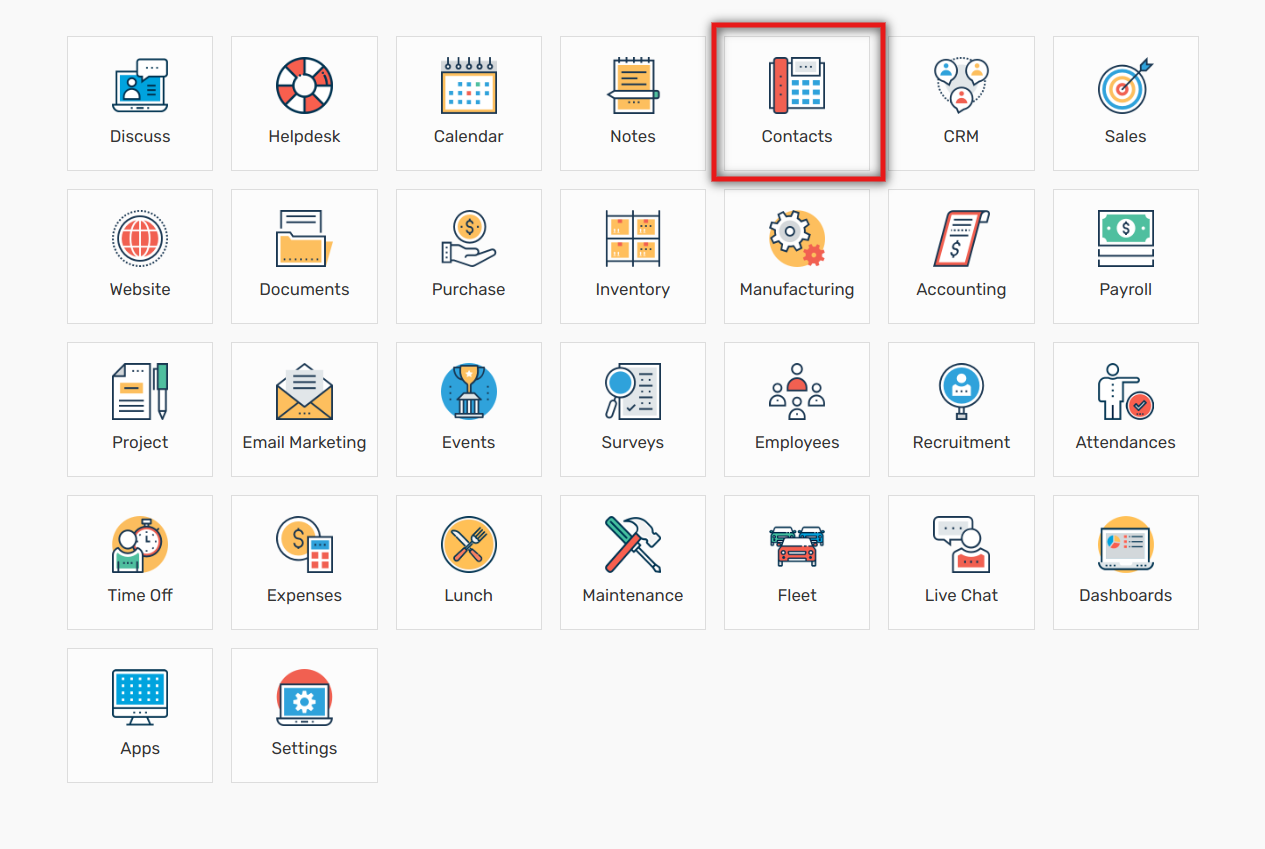 Discuss
Helpdesk
Calendar
Notes
Contacts
CRM
Sales
Website
Documents
Purchase
Inventory
Manufacturing
Accounting
Payroll
Project
Email Marketing
Events
Surveys
Employees
Recruitment
Attendances
Time Off
Expenses
Lunch
Maintenance
Fleet
Live Chat
Dashboards
Apps
Settings